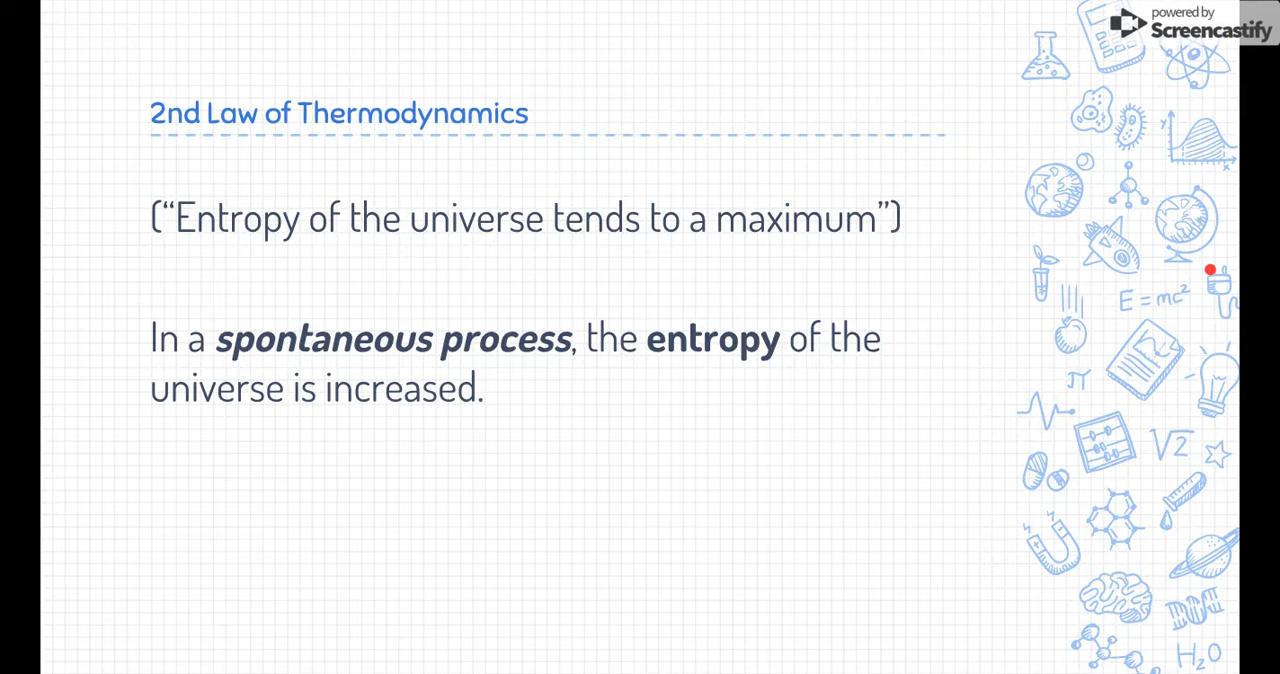 powered by
Screencastify
2nd Law of Thermodynamics
(“Entropy of the universe tends to a maximum”)
In a spontaneous process, the entropy of the
universe is increased.
y
x
E = mc²
π
√2
H₂O